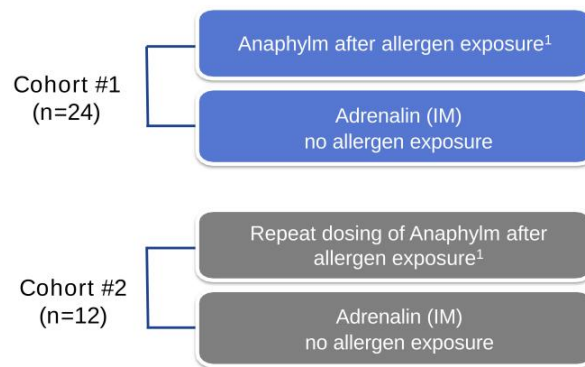 Anaphylm after allergen exposure¹
Cohort #1
(n=24)
Adrenalin (IM)
no allergen exposure
Repeat dosing of Anaphylm after
allergen exposure¹
Cohort #2
(n=12)
Adrenalin (IM)
no allergen exposure